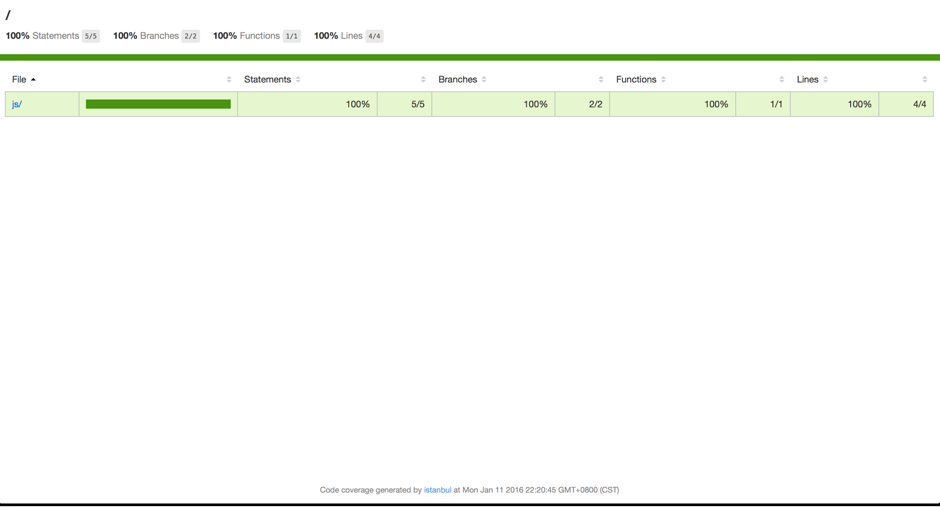 /
100% Statements 5/5 100% Branches 2/2 100% Functions 1/1 100% Lines 4/4
File Statements Branches Functions Lines
js/ 100% 5/5 100% 2/2 100% 1/1 100% 4/4
Code coverage generated by istanbul at Mon Jan 11 2016 22:20:45 GMT+0800 (CST)